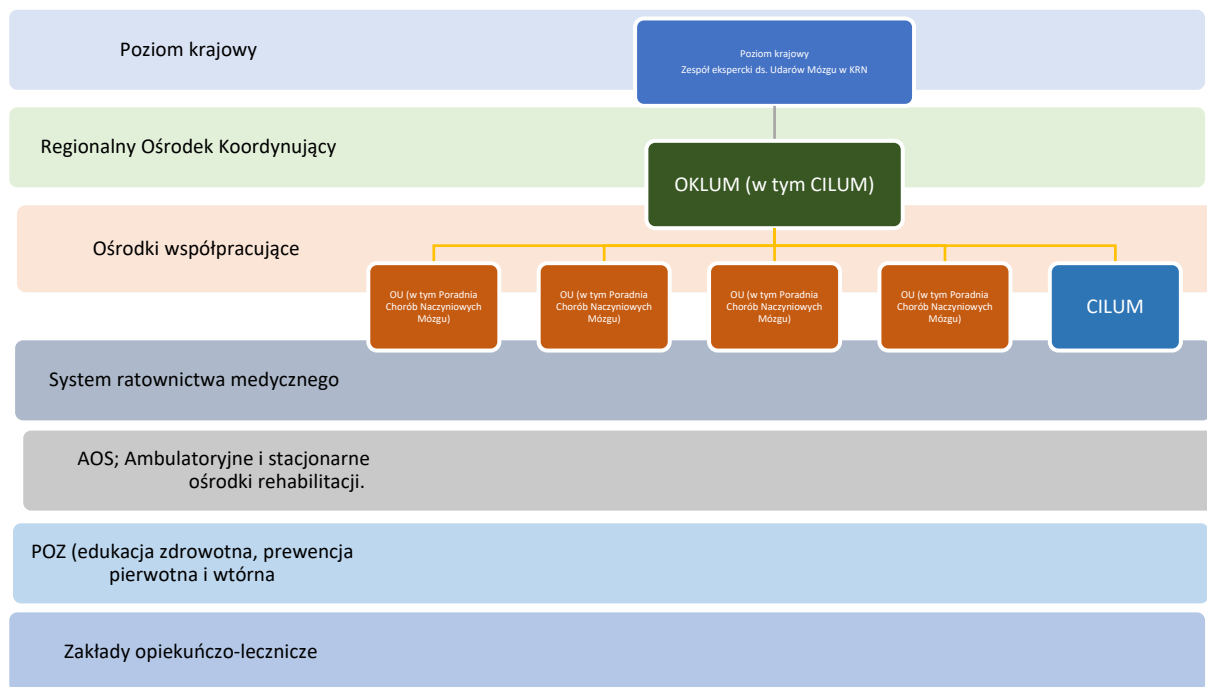 Poziom krajowy
Poziom krajowy
Zespół ekspercki ds. Udarów Mózgu w KRN
Regionalny Ośrodek Koordynujący
OKLUM (w tym CILUM)
Ośrodki współpracujące
OU (w tym Poradnia
Chorób Naczyniowych
Mózgu)
OU (w tym Poradnia
Chorób Naczyniowych
Mózgu)
OU (w tym Poradnia
Chorób Naczyniowych
Mózgu)
OU (w tym Poradnia
Chorób Naczyniowych
Mózgu)
CILUM
System ratownictwa medycznego
AOS; Ambulatoryjne i stacjonarne
ośrodki rehabilitacji.
POZ (edukacja zdrowotna, prewencja
pierwotna i wtórna
Zakłady opiekuńczo-lecznicze